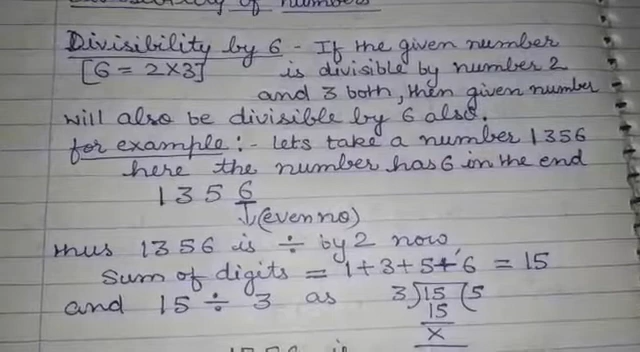 Divisibility of numbers
Divisibility by 6 - If the given number
[6 = 2×3] is divisible by number 2
and 3 both, then given number
will also be divisible by 6 also.
for example:- lets take a number 1356
here the number has 6 in the end
1 3 5 6
↓(even no)
thus 1356 is ÷ by 2 now,
Sum of digits = 1+3+5+6 = 15
and 15 ÷ 3 as 3)15(5
15
x